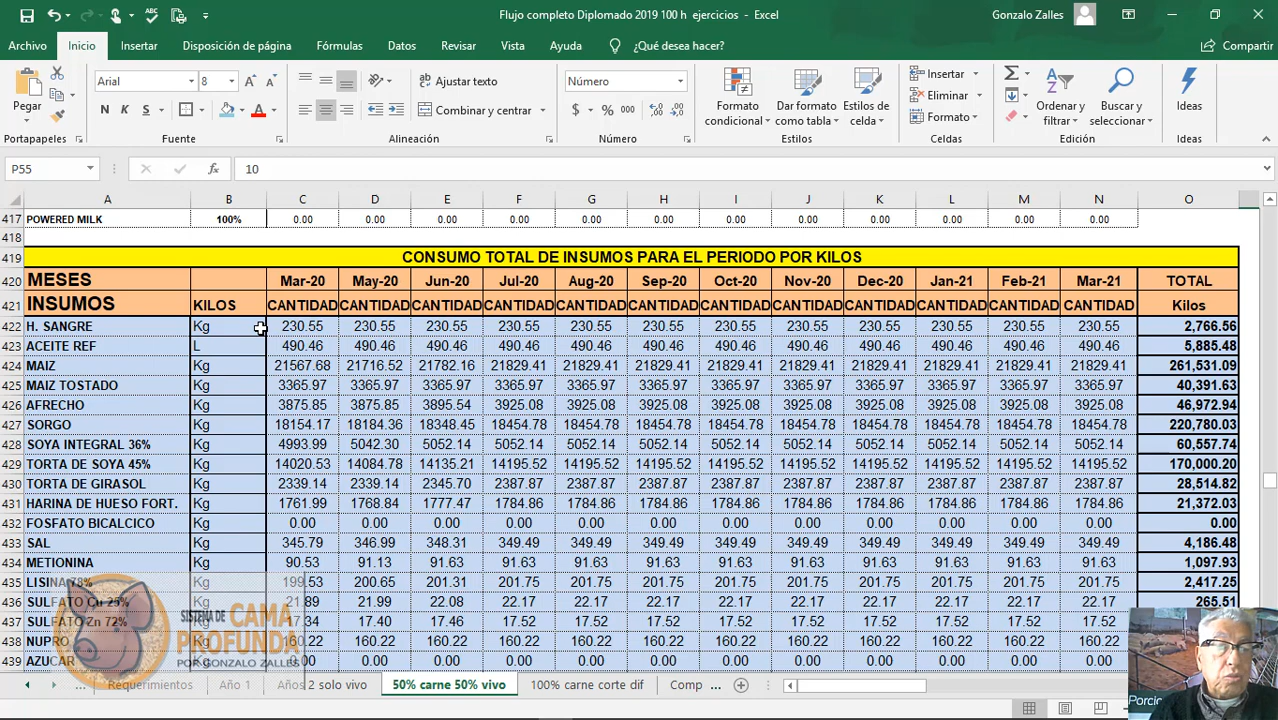 Flujo completo Diplomado 2019 100 h ejercicios - Excel
Gonzalo Zalles
Archivo Inicio Insertar Disposición de página Fórmulas Datos Revisar Vista Ayuda ¿Qué desea hacer? Compartir
Pegar
Arial 8
N K S
Ajustar texto
Combinar y centrar
Número
$ % 000
Formato condicional
Dar formato como tabla
Estilos de celda
Insertar
Eliminar
Formato
Ordenar y filtrar
Buscar y seleccionar
Ideas
Portapapeles Fuente Alineación Número Estilos Celdas Edición Ideas
P55 fx 10
A B C D E F G H I J K L M N O
417 POWERED MILK 100% 0.00 0.00 0.00 0.00 0.00 0.00 0.00 0.00 0.00 0.00 0.00 0.00
418
419 CONSUMO TOTAL DE INSUMOS PARA EL PERIODO POR KILOS
420 MESES Mar-20 May-20 Jun-20 Jul-20 Aug-20 Sep-20 Oct-20 Nov-20 Dec-20 Jan-21 Feb-21 Mar-21 TOTAL
421 INSUMOS KILOS CANTIDAD CANTIDAD CANTIDAD CANTIDAD CANTIDAD CANTIDAD CANTIDAD CANTIDAD CANTIDAD CANTIDAD CANTIDAD CANTIDAD Kilos
422 H. SANGRE Kg 230.55 230.55 230.55 230.55 230.55 230.55 230.55 230.55 230.55 230.55 230.55 230.55 2,766.56
423 ACEITE REF L 490.46 490.46 490.46 490.46 490.46 490.46 490.46 490.46 490.46 490.46 490.46 490.46 5,885.48
424 MAIZ Kg 21567.68 21716.52 21782.16 21829.41 21829.41 21829.41 21829.41 21829.41 21829.41 21829.41 21829.41 21829.41 261,531.09
425 MAIZ TOSTADO Kg 3365.97 3365.97 3365.97 3365.97 3365.97 3365.97 3365.97 3365.97 3365.97 3365.97 3365.97 3365.97 40,391.63
426 AFRECHO Kg 3875.85 3875.85 3895.54 3925.08 3925.08 3925.08 3925.08 3925.08 3925.08 3925.08 3925.08 3925.08 46,972.94
427 SORGO Kg 18154.17 18184.36 18348.45 18454.78 18454.78 18454.78 18454.78 18454.78 18454.78 18454.78 18454.78 18454.78 220,780.03
428 SOYA INTEGRAL 36% Kg 4993.99 5042.30 5052.14 5052.14 5052.14 5052.14 5052.14 5052.14 5052.14 5052.14 5052.14 5052.14 60,557.74
429 TORTA DE SOYA 45% Kg 14020.53 14084.78 14135.21 14195.52 14195.52 14195.52 14195.52 14195.52 14195.52 14195.52 14195.52 14195.52 170,000.20
430 TORTA DE GIRASOL Kg 2339.14 2339.14 2345.70 2387.87 2387.87 2387.87 2387.87 2387.87 2387.87 2387.87 2387.87 2387.87 28,514.82
431 HARINA DE HUESO FORT. Kg 1761.99 1768.84 1777.47 1784.86 1784.86 1784.86 1784.86 1784.86 1784.86 1784.86 1784.86 1784.86 21,372.03
432 FOSFATO BICALCICO Kg 0.00 0.00 0.00 0.00 0.00 0.00 0.00 0.00 0.00 0.00 0.00 0.00 0.00
433 SAL Kg 345.79 346.99 348.31 349.49 349.49 349.49 349.49 349.49 349.49 349.49 349.49 349.49 4,186.48
434 METIONINA Kg 90.53 91.13 91.63 91.63 91.63 91.63 91.63 91.63 91.63 91.63 91.63 91.63 1,097.93
435 LISINA 78% Kg 199.53 200.65 201.31 201.75 201.75 201.75 201.75 201.75 201.75 201.75 201.75 201.75 2,417.25
436 SULFATO Cu 25% 21.89 21.99 22.08 22.17 22.17 22.17 22.17 22.17 22.17 22.17 22.17 22.17 265.51
437 SULFATO Zn 72% 17.34 17.40 17.46 17.52 17.52 17.52 17.52 17.52 17.52 17.52 17.52 17.52
438 NUPRO 160.22 160.22 160.22 160.22 160.22 160.22 160.22 160.22 160.22 160.22 160.22 160.22
439 AZUCAR Kg 0.00 0.00 0.00 0.00 0.00 0.00 0.00 0.00 0.00 0.00 0.00 0.00
SISTEMA DE CAMA
PROFUNDA
POR GONZALO ZALLES
... Requerimientos Año 1 Años 2 solo vivo 50% carne 50% vivo 100% carne corte dif Comp ...
Porcio